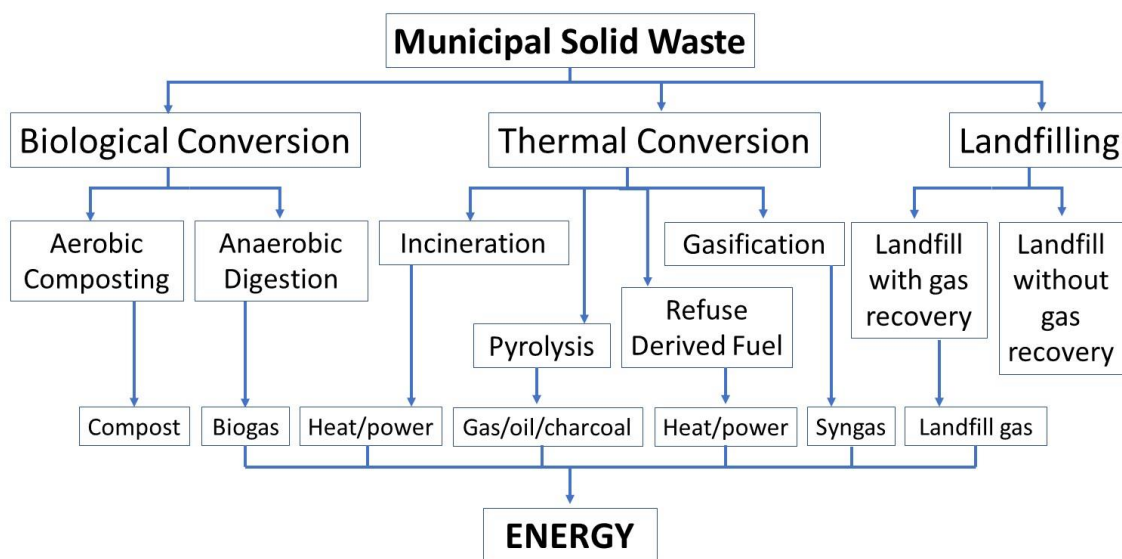 Municipal Solid Waste
Biological Conversion
Thermal Conversion
Landfilling
Aerobic
Composting
Anaerobic
Digestion
Incineration
Gasification
Landfill
with gas
recovery
Landfill
without
gas
recovery
Pyrolysis
Refuse
Derived Fuel
Compost
Biogas
Heat/power
Gas/oil/charcoal
Heat/power
Syngas
Landfill gas
ENERGY